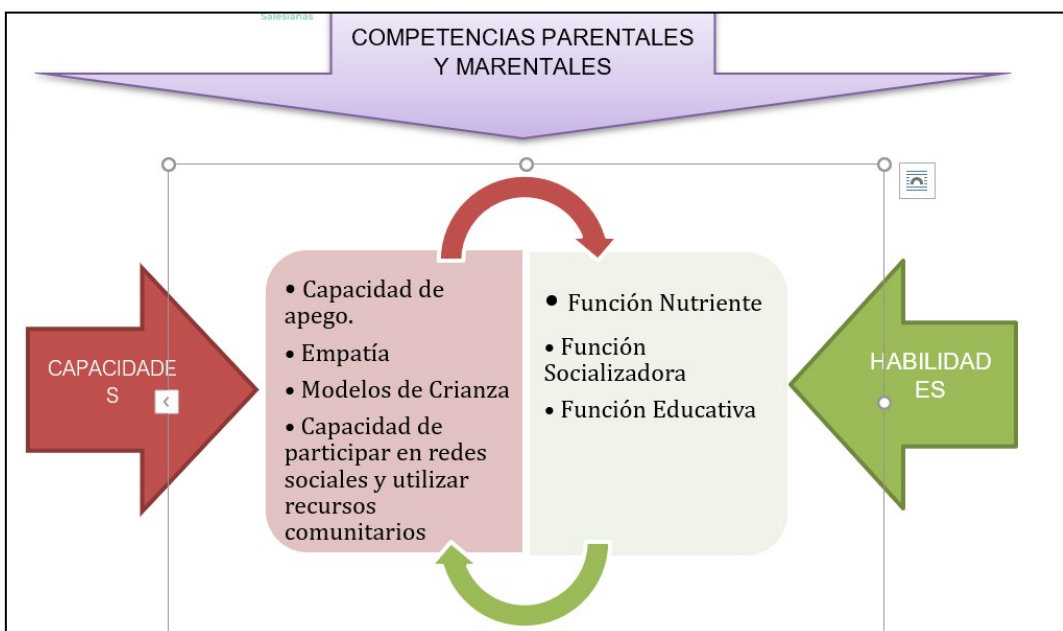 Salesianas
COMPETENCIAS PARENTALES
Y MARENTALES
CAPACIDADE
S
• Capacidad de
apego.
• Empatía
• Modelos de Crianza
• Capacidad de
participar en redes
sociales y utilizar
recursos
comunitarios
• Función Nutriente
• Función
Socializadora
• Función Educativa
HABILIDAD
ES